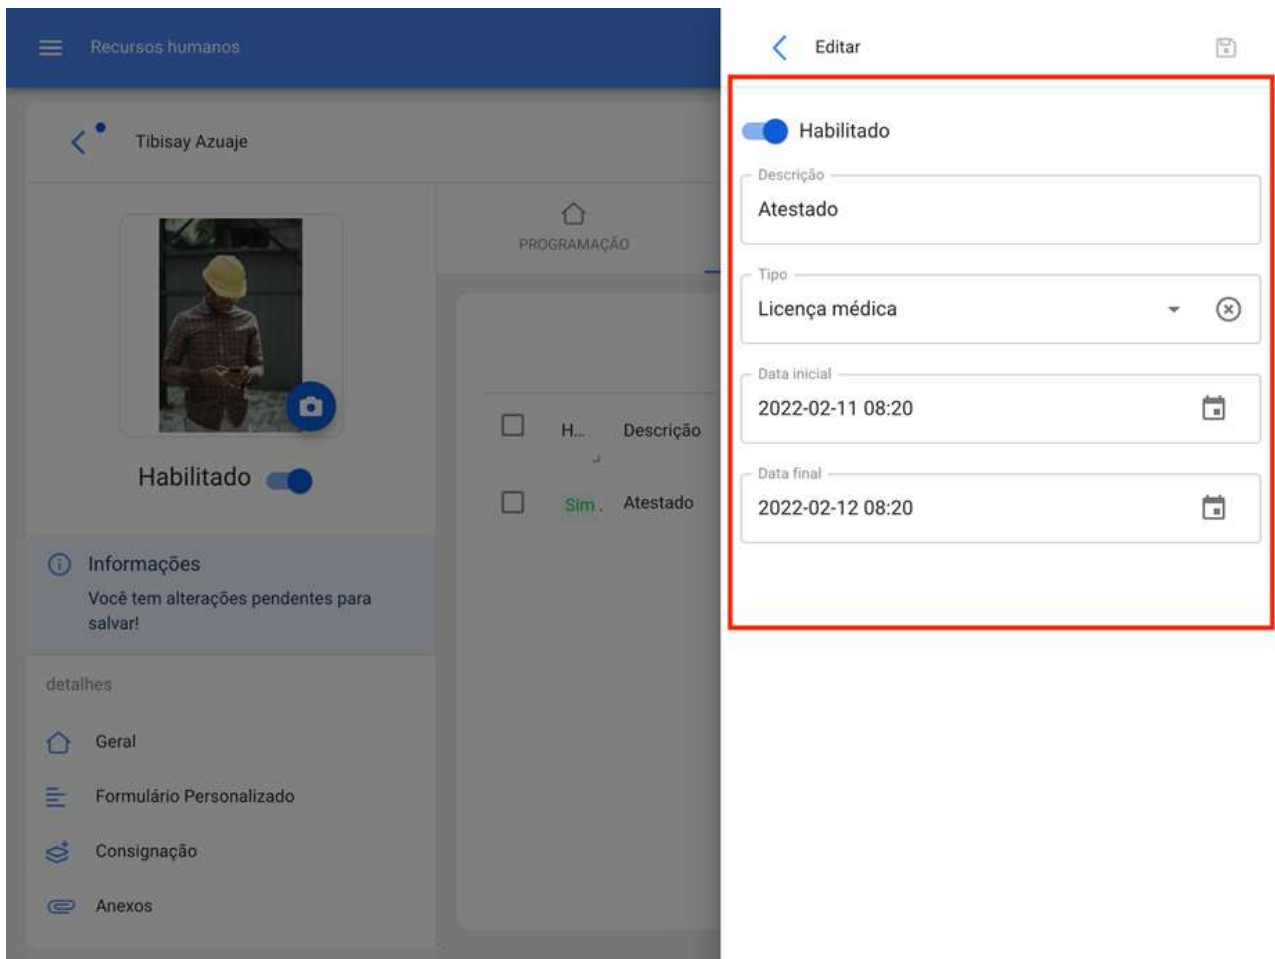 Recursos humanos
Editar
Tibisay Azuaje
Habilitado
Descrição
Atestado
PROGRAMAÇÃO
Tipo
Licença médica
Data inicial
2022-02-11 08:20
H... Descrição
Habilitado
Data final
2022-02-12 08:20
Sim. Atestado
Informações
Você tem alterações pendentes para
salvar!
detalhes
Geral
Formulário Personalizado
Consignação
Anexos